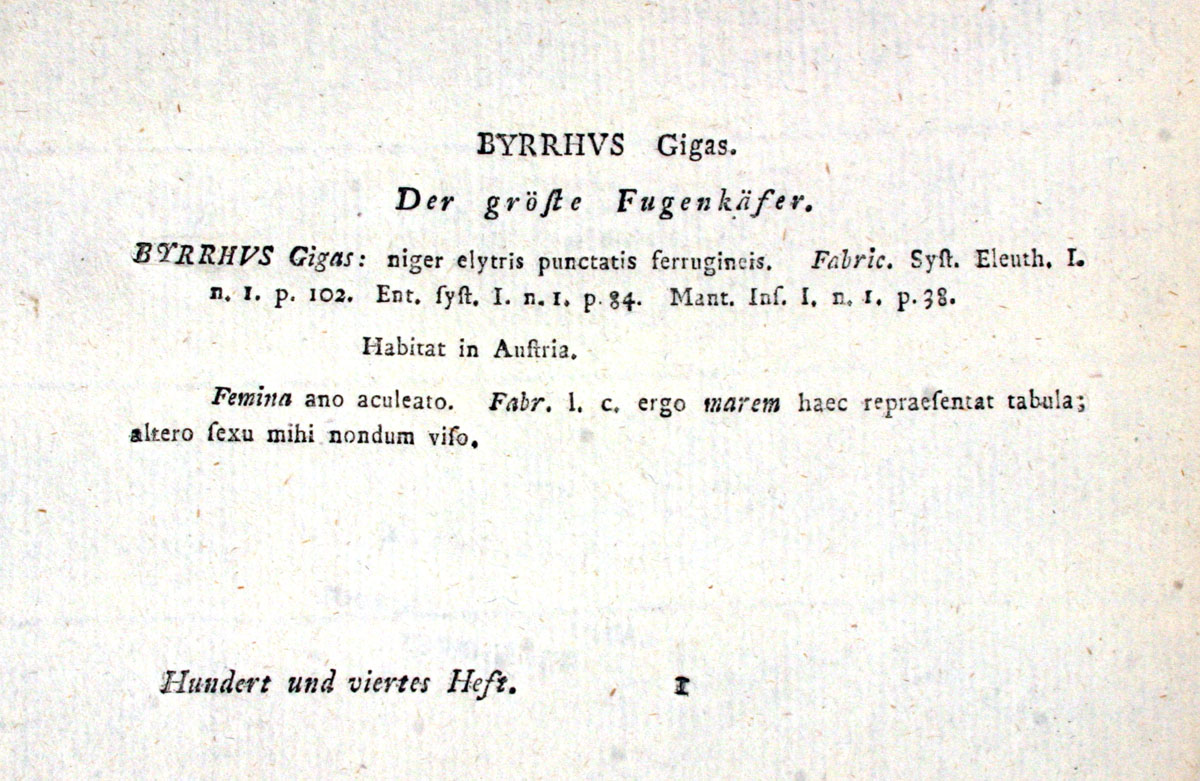 BYRRHVS Gigas.
Der gröſte Fugenkäfer.
BYRRHVS Gigas: niger elytris punctatis ferrugineis. Fabric. Syſt. Eleuth. I.
n. 1. p. 102. Ent. ſyſt. I. n. 1. p. 84. Mant. Inſ. I. n. 1. p. 38.
Habitat in Auſtria.
Femina ano aculeato. Fabr. l. c. ergo marem haec repraeſentat tabula;
altero ſexu mihi nondum viſo.
Hundert und viertes Heft. 1